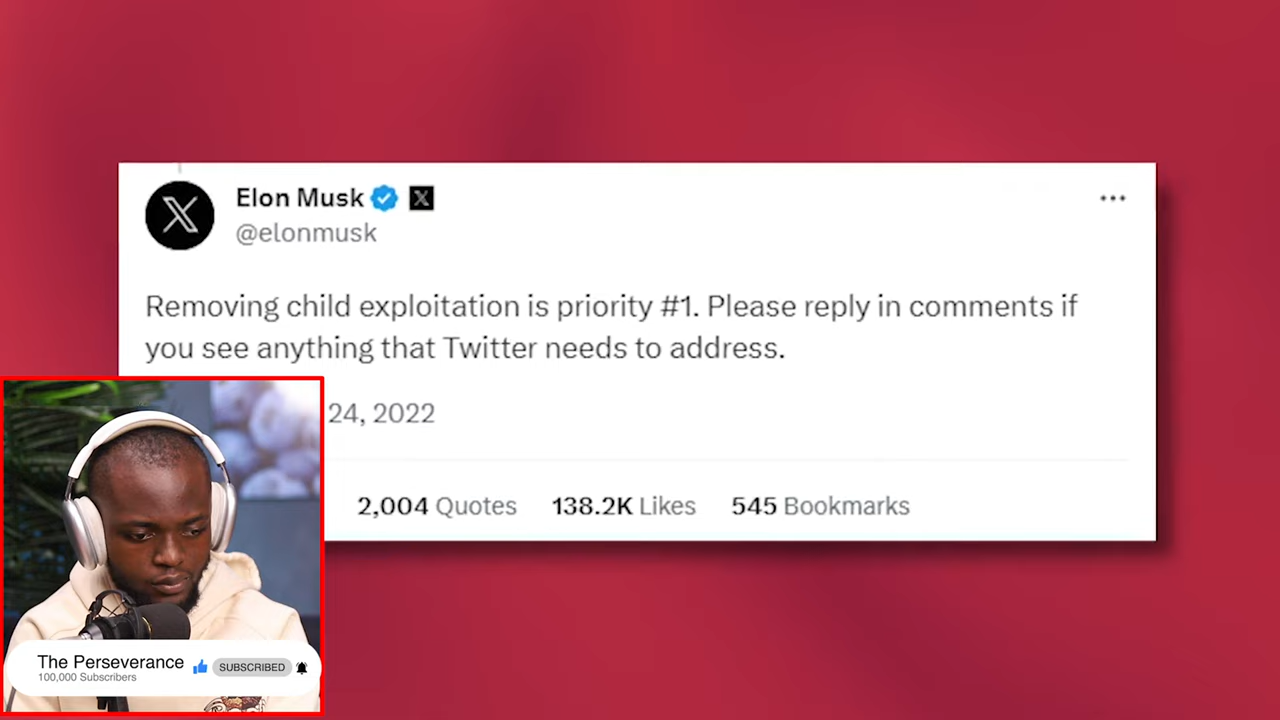 Elon Musk
@elonmusk
Removing child exploitation is priority #1. Please reply in comments if
you see anything that Twitter needs to address.
24, 2022
2,004 Quotes 138.2K Likes 545 Bookmarks
The Perseverance SUBSCRIBED
100,000 Subscribers